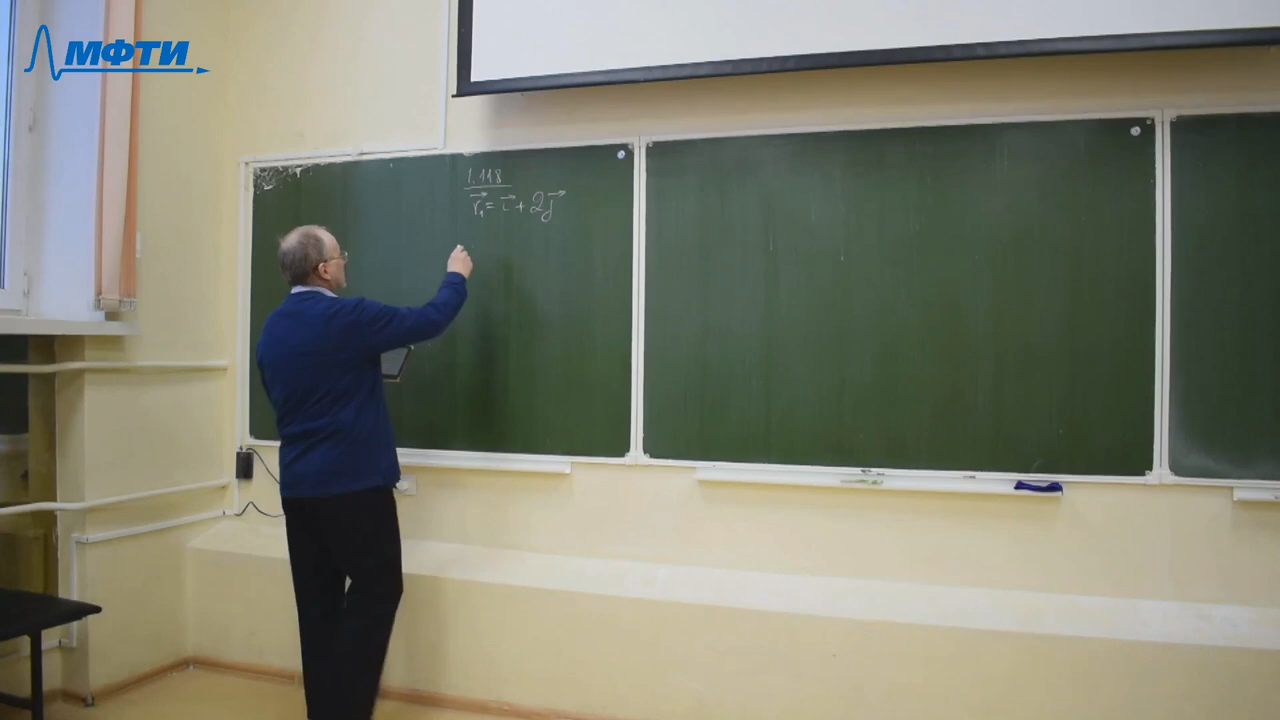 МФТИ
1.118
r⃗₁ = i⃗ + 2j⃗